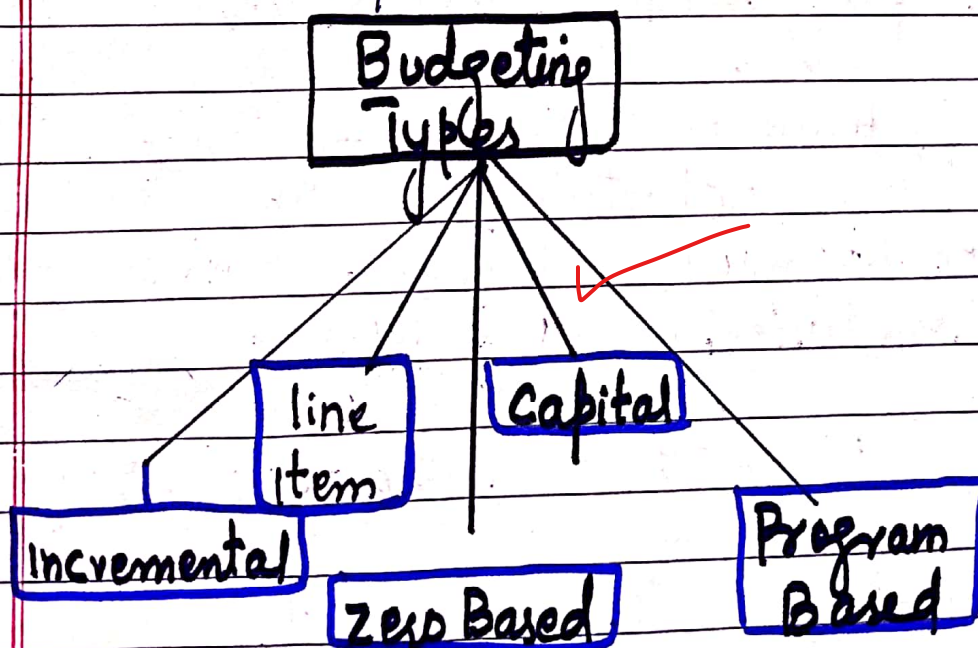 Budgeting
Types
line
item
Capital
Incremental
Zero Based
Program
Based